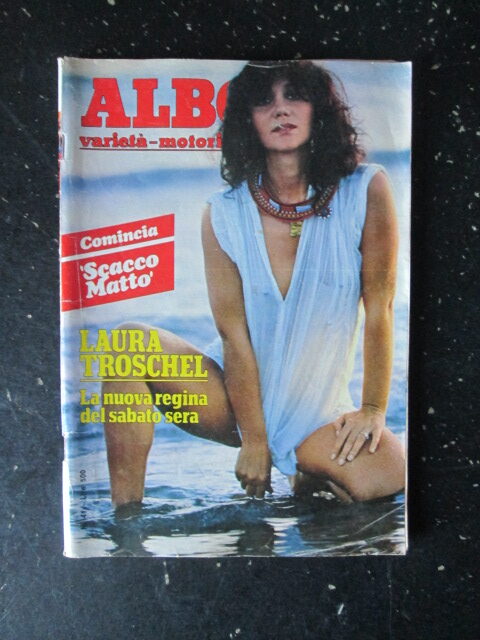 ALBO
varietà-motori
Comincia
'Scacco
Matto'
LAURA
TROSCHEL
La nuova regina
del sabato sera